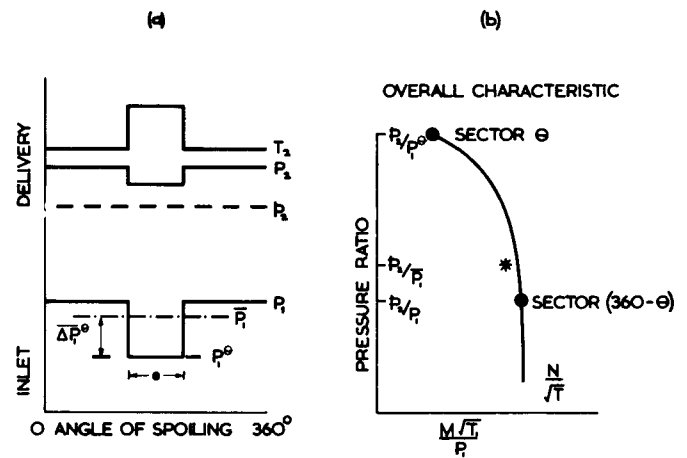 (a)
DELIVERY
INLET
T₂
P₂
p₂
P₁
P̄₁
ΔP̄₁^θ
P₁^θ
θ
O ANGLE OF SPOILING 360°
(b)
OVERALL CHARACTERISTIC
PRESSURE RATIO
p₂/P₁^θ
SECTOR θ
p₂/P̄₁
p₂/P₁
SECTOR (360-θ)
N/√T
M√T₁/P₁